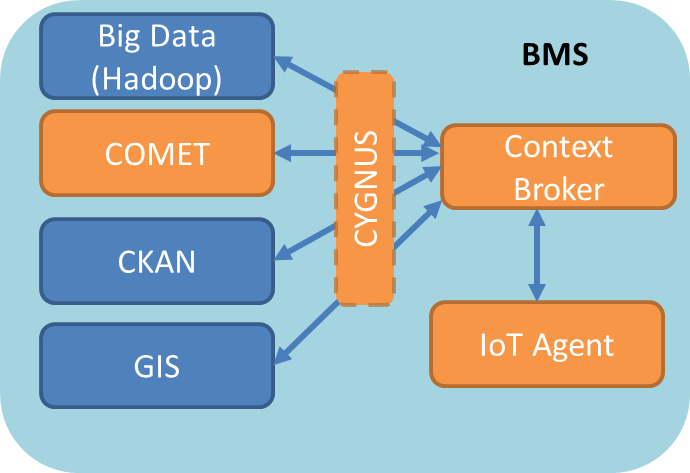 Big Data
(Hadoop)
BMS
COMET
CYGNUS
Context
Broker
CKAN
IoT Agent
GIS